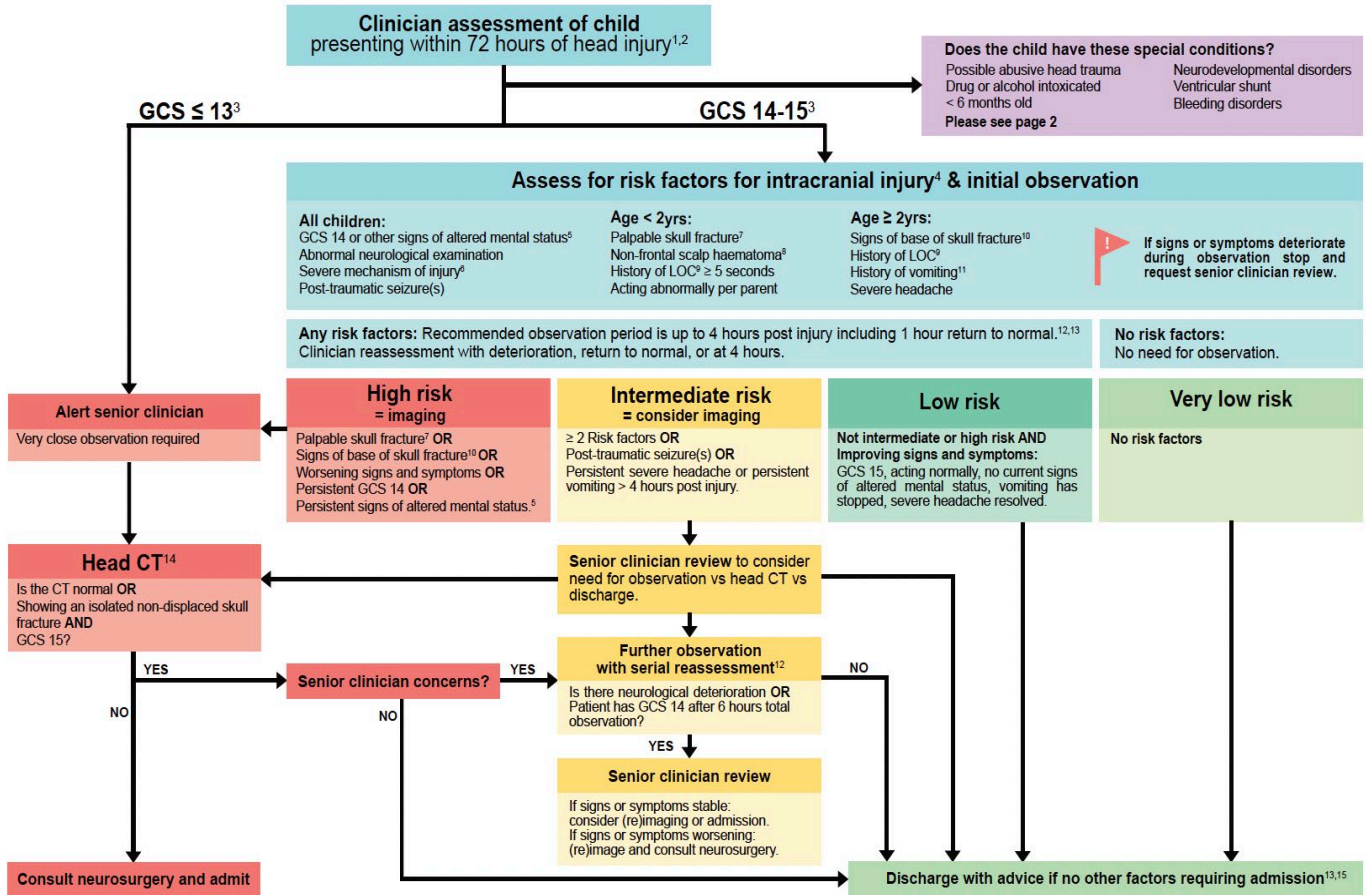 Clinician assessment of child
presenting within 72 hours of head injury1,2
Does the child have these special conditions?
Possible abusive head trauma
Drug or alcohol intoxicated
< 6 months old
Neurodevelopmental disorders
Ventricular shunt
Bleeding disorders
Please see page 2
GCS ≤ 133
GCS 14-153
Assess for risk factors for intracranial injury4 & initial observation
All children:
GCS 14 or other signs of altered mental status5
Abnormal neurological examination
Severe mechanism of injury6
Post-traumatic seizure(s)
Age < 2yrs:
Palpable skull fracture7
Non-frontal scalp haematoma8
History of LOC9 ≥ 5 seconds
Acting abnormally per parent
Age ≥ 2yrs:
Signs of base of skull fracture10
History of LOC9
History of vomiting11
Severe headache
!
If signs or symptoms deteriorate
during observation stop and
request senior clinician review.
Any risk factors: Recommended observation period is up to 4 hours post injury including 1 hour return to normal.12,13
Clinician reassessment with deterioration, return to normal, or at 4 hours.
No risk factors:
No need for observation.
Alert senior clinician
Very close observation required
High risk
= imaging
Palpable skull fracture7 OR
Signs of base of skull fracture10 OR
Worsening signs and symptoms OR
Persistent GCS 14 OR
Persistent signs of altered mental status.5
Intermediate risk
= consider imaging
≥ 2 Risk factors OR
Post-traumatic seizure(s) OR
Persistent severe headache or persistent
vomiting > 4 hours post injury.
Low risk
Not intermediate or high risk AND
Improving signs and symptoms:
GCS 15, acting normally, no current signs
of altered mental status, vomiting has
stopped, severe headache resolved.
Very low risk
No risk factors
Head CT14
Is the CT normal OR
Showing an isolated non-displaced skull
fracture AND
GCS 15?
Senior clinician review to consider
need for observation vs head CT vs
discharge.
YES
NO
Senior clinician concerns?
YES
NO
Further observation
with serial reassessment12
Is there neurological deterioration OR
Patient has GCS 14 after 6 hours total
observation?
NO
YES
Senior clinician review
If signs or symptoms stable:
consider (re)imaging or admission.
If signs or symptoms worsening:
(re)image and consult neurosurgery.
Consult neurosurgery and admit
Discharge with advice if no other factors requiring admission13,15